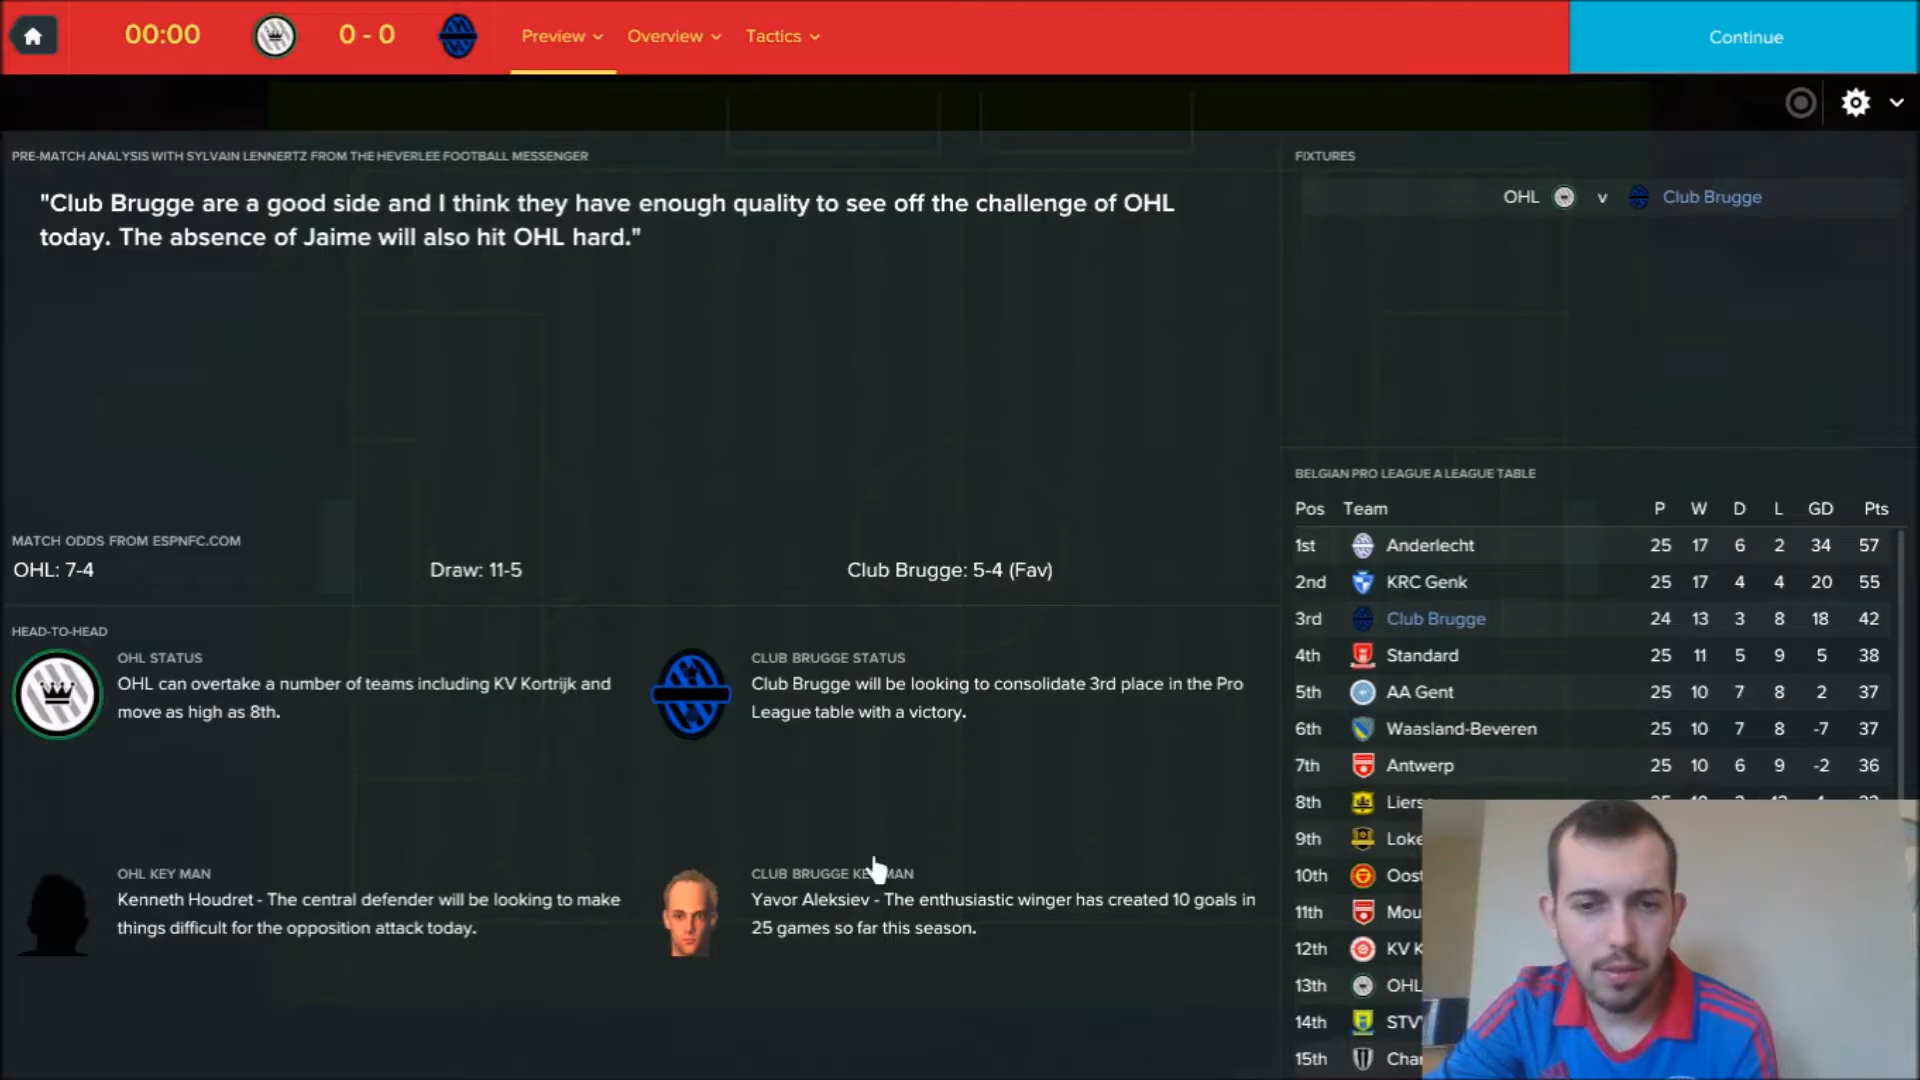 00:00 0 - 0 Preview Overview Tactics Continue
PRE-MATCH ANALYSIS WITH SYLVAIN LENNERTZ FROM THE HEVERLEE FOOTBALL MESSENGER
"Club Brugge are a good side and I think they have enough quality to see off the challenge of OHL
today. The absence of Jaime will also hit OHL hard."
MATCH ODDS FROM ESPNFC.COM
OHL: 7-4 Draw: 11-5 Club Brugge: 5-4 (Fav)
HEAD-TO-HEAD
OHL STATUS
OHL can overtake a number of teams including KV Kortrijk and
move as high as 8th.
CLUB BRUGGE STATUS
Club Brugge will be looking to consolidate 3rd place in the Pro
League table with a victory.
OHL KEY MAN
Kenneth Houdret - The central defender will be looking to make
things difficult for the opposition attack today.
CLUB BRUGGE KEY MAN
Yavor Aleksiev - The enthusiastic winger has created 10 goals in
25 games so far this season.
FIXTURES
OHL v Club Brugge
BELGIAN PRO LEAGUE A LEAGUE TABLE
Pos Team P W D L GD Pts
1st Anderlecht 25 17 6 2 34 57
2nd KRC Genk 25 17 4 4 20 55
3rd Club Brugge 24 13 3 8 18 42
4th Standard 25 11 5 9 5 38
5th AA Gent 25 10 7 8 2 37
6th Waasland-Beveren 25 10 7 8 -7 37
7th Antwerp 25 10 6 9 -2 36
8th Liers
9th Loke
10th Oost
11th Mou
12th KV K
13th OHL
14th STV
15th Char